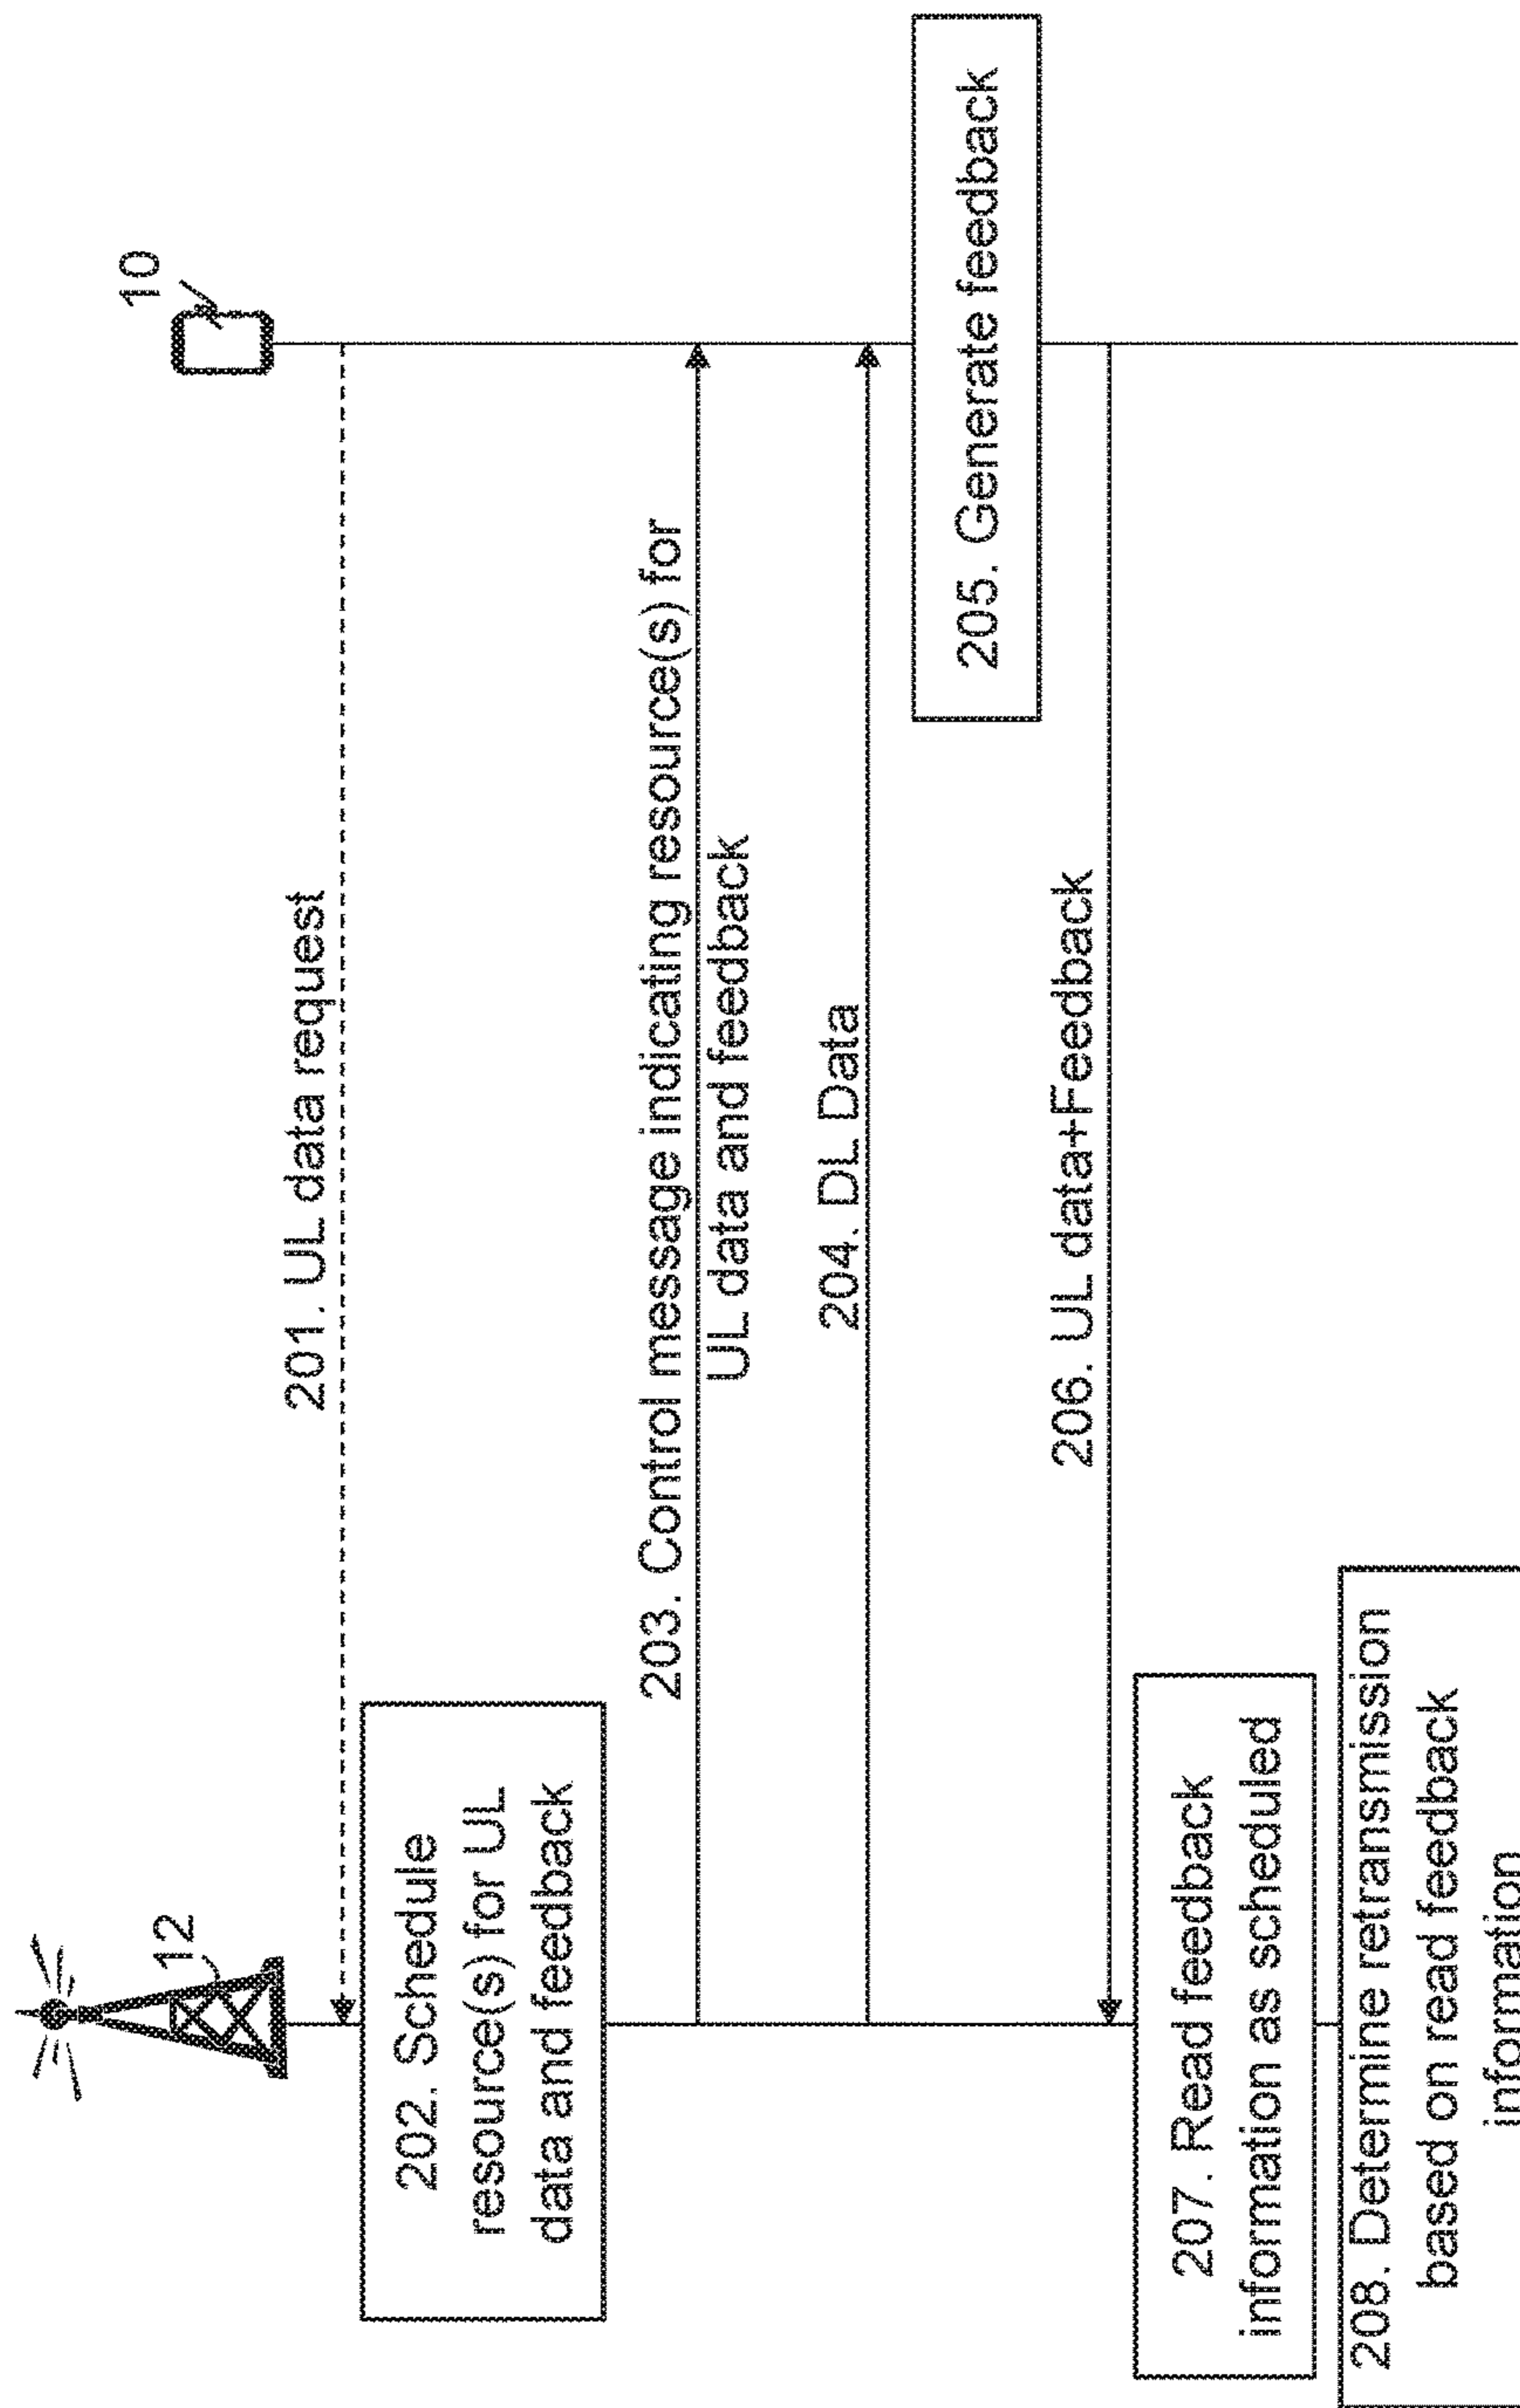 12
10
201. UL data request
202. Schedule
resource(s) for UL
data and feedback
203. Control message indicating resource(s) for
UL data and feedback
204. DL Data
205. Generate feedback
206. UL data+Feedback
207. Read feedback
information as scheduled
208. Determine retransmission
based on read feedback
information